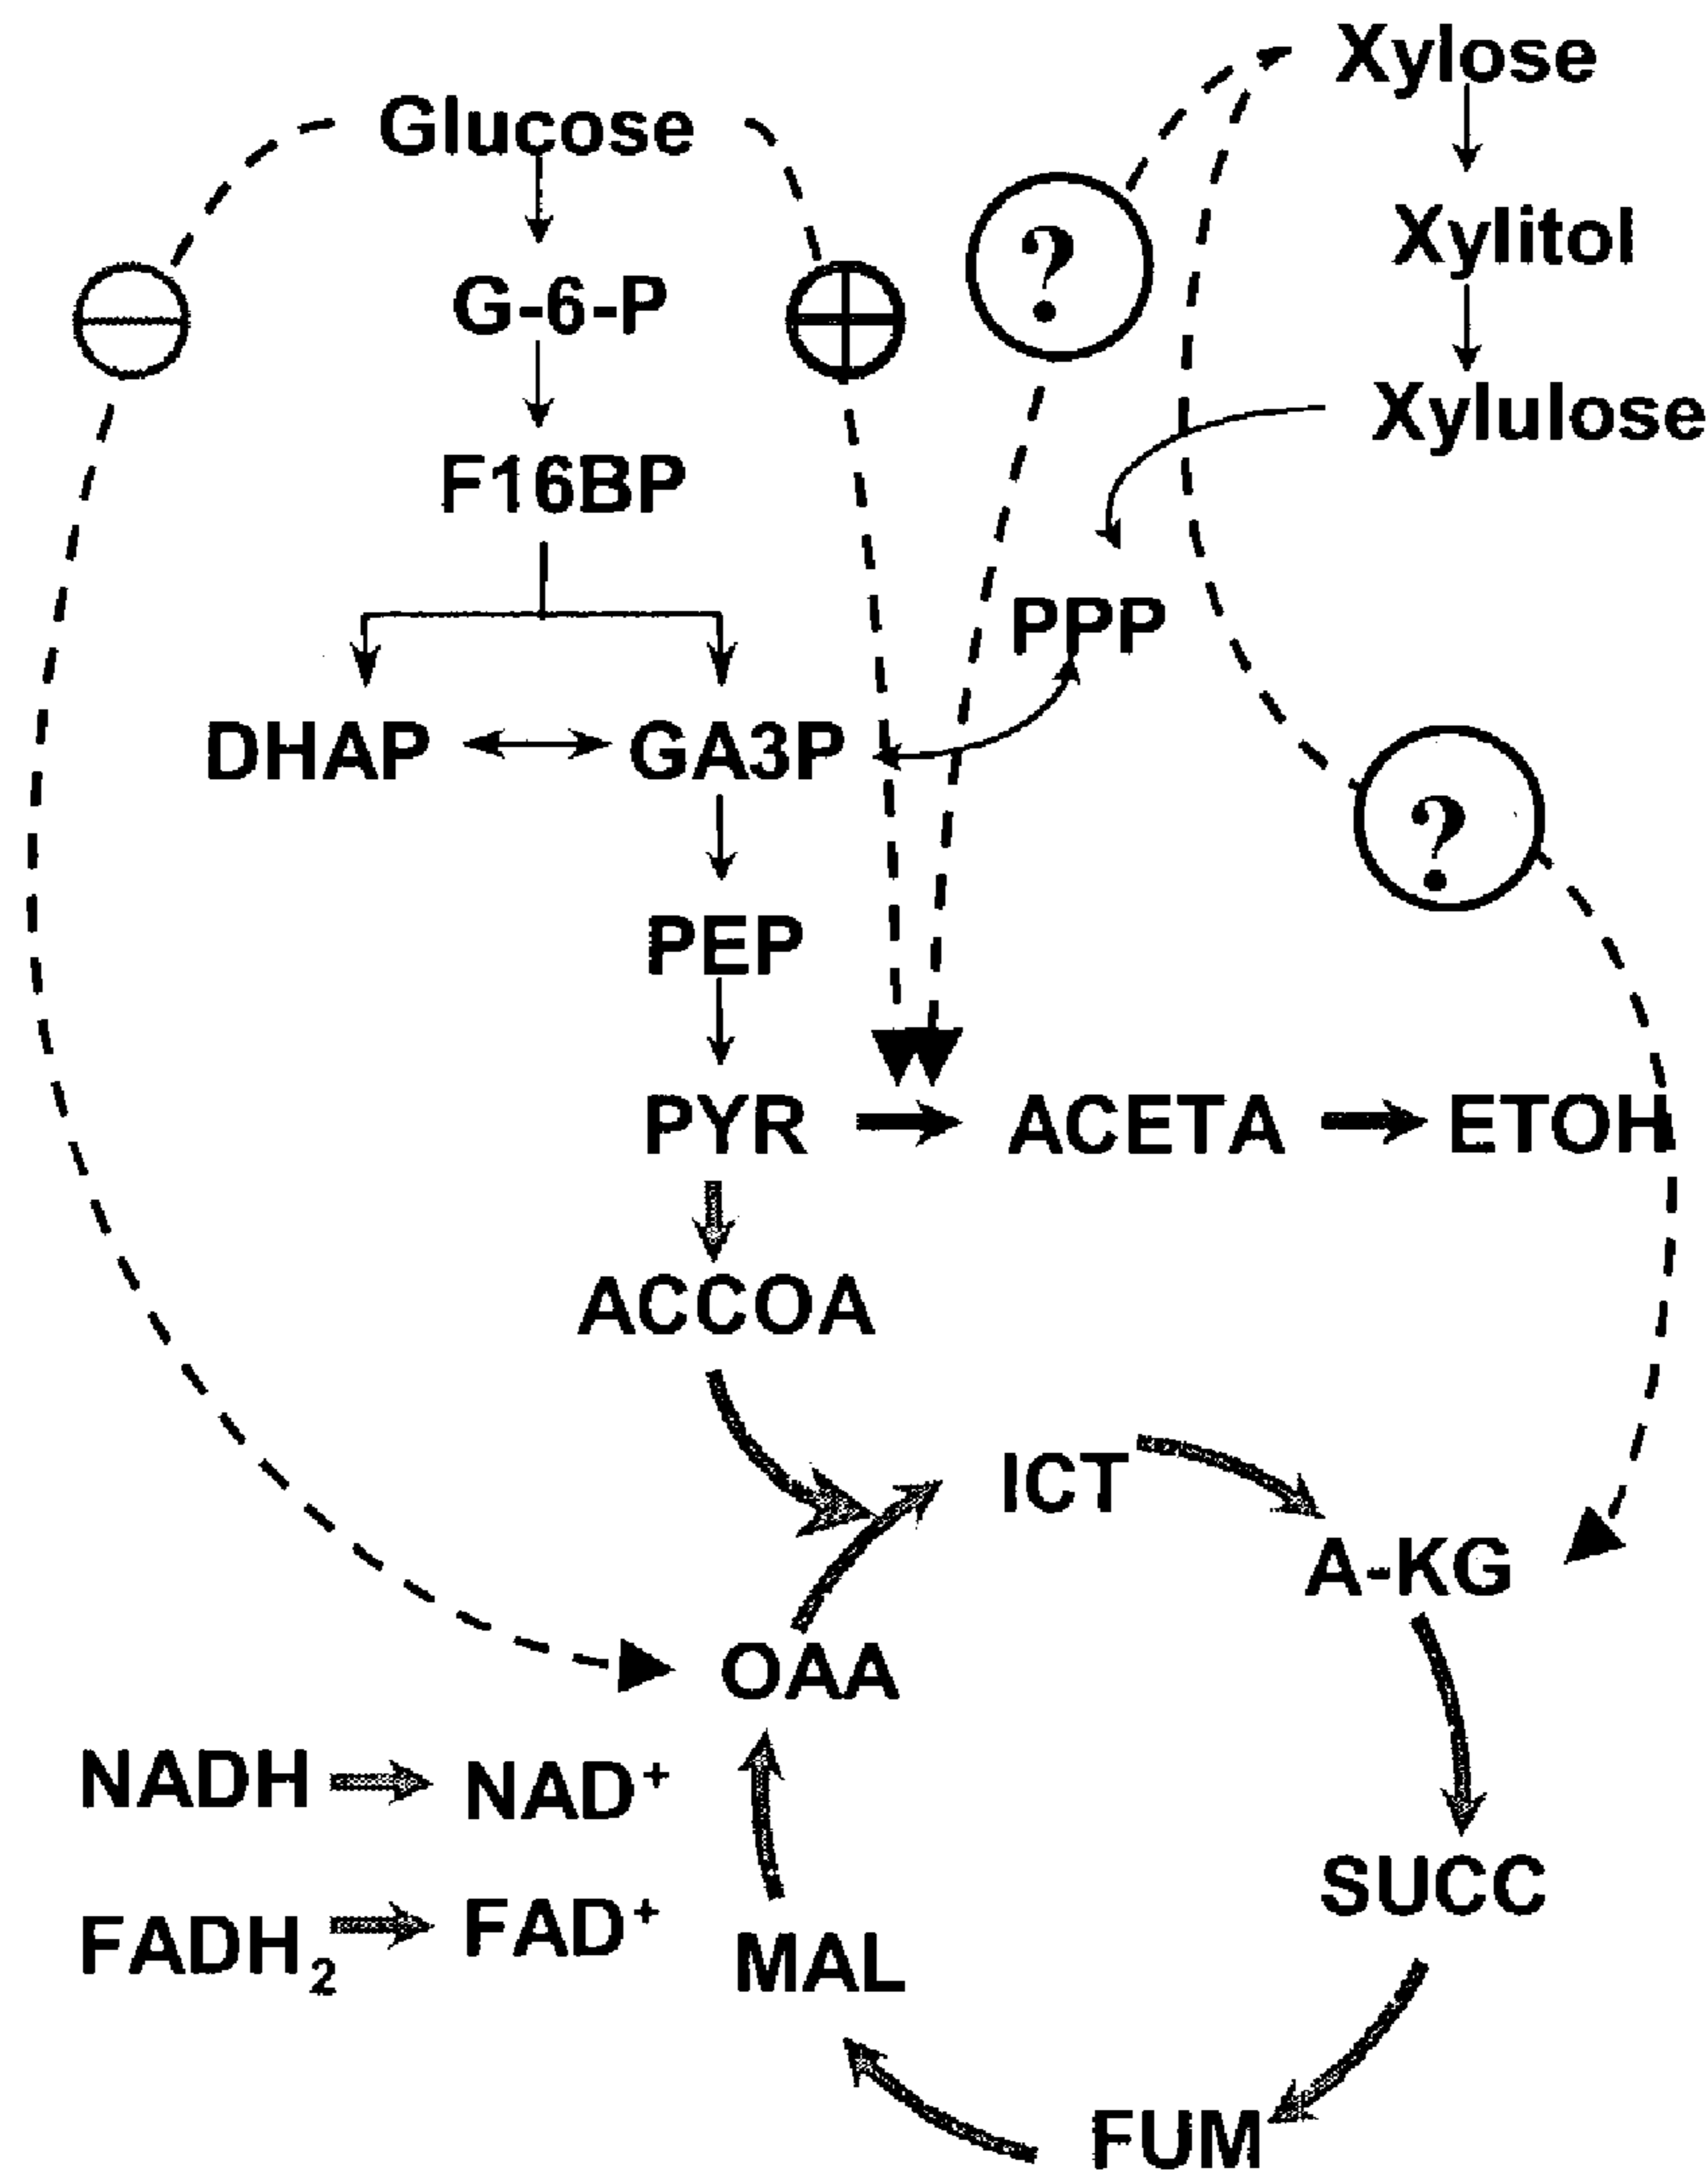 Xylose
Glucose
Xylitol
?
G-6-P
Xylulose
F16BP
PPP
DHAP
GA3P
?
PEP
PYR
ACETA
ETOH
ACCOA
ICT
A-KG
OAA
NADH
NAD+
SUCC
FADH2
FAD+
MAL
FUM